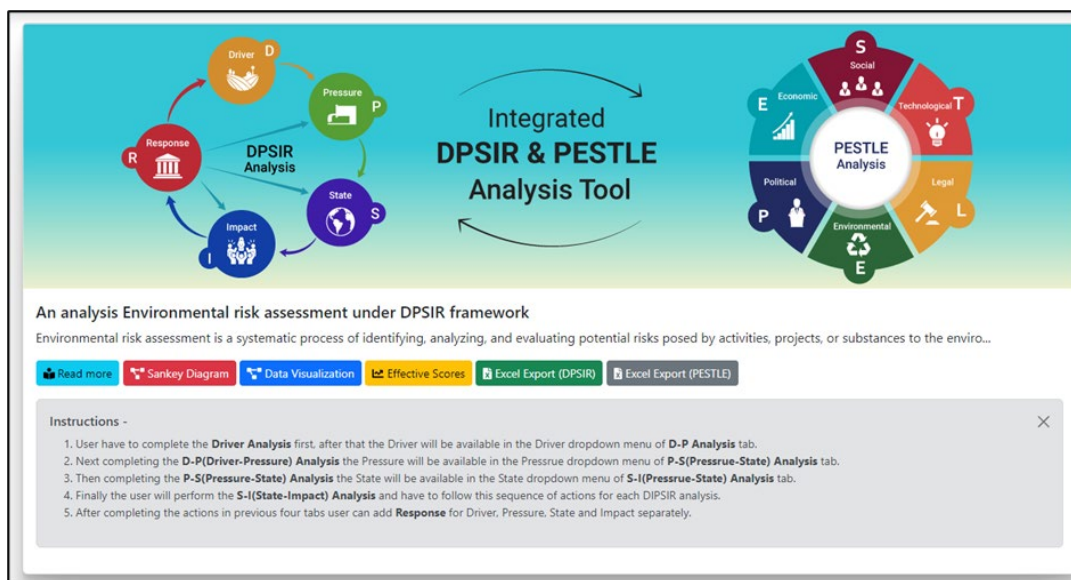 Driver
D
Pressure
P
Response
R
DPSIR
Analysis
State
S
Impact
I
Integrated
DPSIR & PESTLE
Analysis Tool
S
Social
E
Economic
Technological
T
PESTLE
Analysis
Political
P
Legal
L
Environmental
E
An analysis Environmental risk assessment under DPSIR framework
Environmental risk assessment is a systematic process of identifying, analyzing, and evaluating potential risks posed by activities, projects, or substances to the enviro...
Read more
Sankey Diagram
Data Visualization
Effective Scores
Excel Export (DPSIR)
Excel Export (PESTLE)
Instructions -
1. User have to complete the Driver Analysis first, after that the Driver will be available in the Driver dropdown menu of D-P Analysis tab.
2. Next completing the D-P(Driver-Pressure) Analysis the Pressure will be available in the Pressrue dropdown menu of P-S(Pressrue-State) Analysis tab.
3. Then completing the P-S(Pressure-State) Analysis the State will be available in the State dropdown menu of S-I(Pressrue-State) Analysis tab.
4. Finally the user will perform the S-I(State-Impact) Analysis and have to follow this sequence of actions for each DIPSIR analysis.
5. After completing the actions in previous four tabs user can add Response for Driver, Pressure, State and Impact separately.